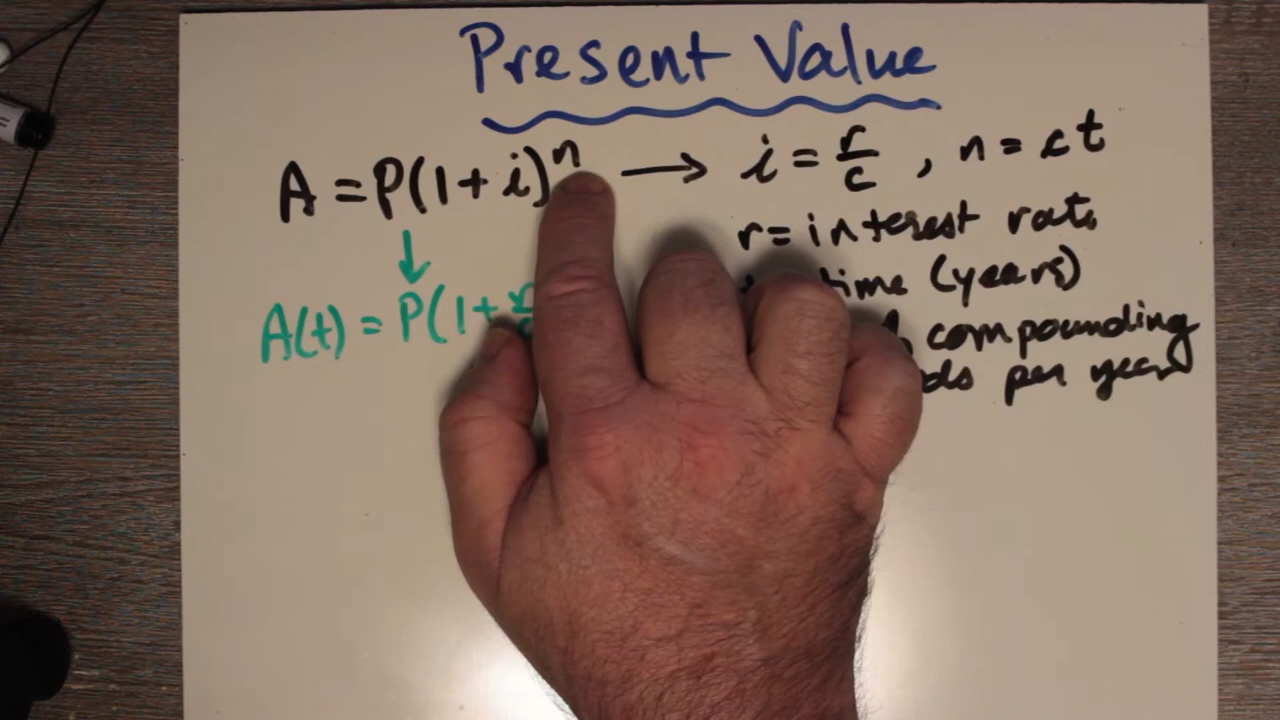 Present Value
A = P(1 + i)^n → i = r/c , n = ct
r = interest rate
time (years)
compounding
per year
A(t) = P(1 + r